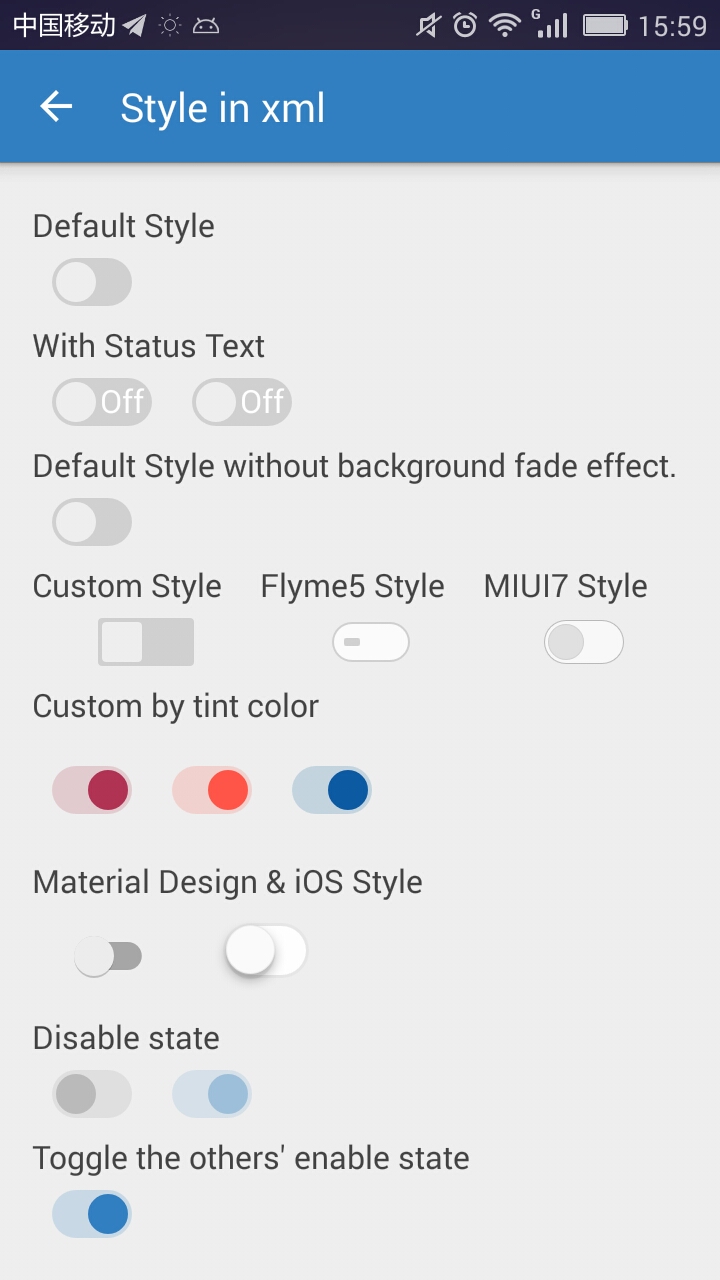 中国移动 G 15:59
Style in xml
Default Style
With Status Text
Off Off
Default Style without background fade effect.
Custom Style Flyme5 Style MIUI7 Style
Custom by tint color
Material Design & iOS Style
Disable state
Toggle the others' enable state